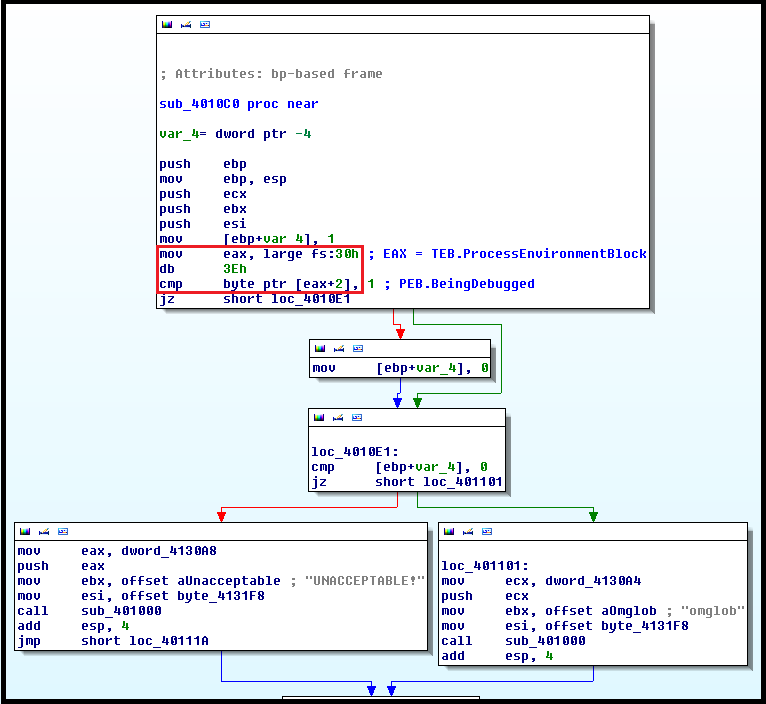 ; Attributes: bp-based frame
sub_4010C0 proc near
var_4= dword ptr -4
push ebp
mov ebp, esp
push ecx
push ebx
push esi
mov [ebp+var_4], 1
mov eax, large fs:30h ; EAX = TEB.ProcessEnvironmentBlock
db 3Eh
cmp byte ptr [eax+2], 1 ; PEB.BeingDebugged
jz short loc_4010E1
mov [ebp+var_4], 0
loc_4010E1:
cmp [ebp+var_4], 0
jz short loc_401101
mov eax, dword_4130A8
push eax
mov ebx, offset aUnacceptable ; "UNACCEPTABLE!"
mov esi, offset byte_4131F8
call sub_401000
add esp, 4
jmp short loc_40111A
loc_401101:
mov ecx, dword_4130A4
push ecx
mov ebx, offset aOmglob ; "omglob"
mov esi, offset byte_4131F8
call sub_401000
add esp, 4